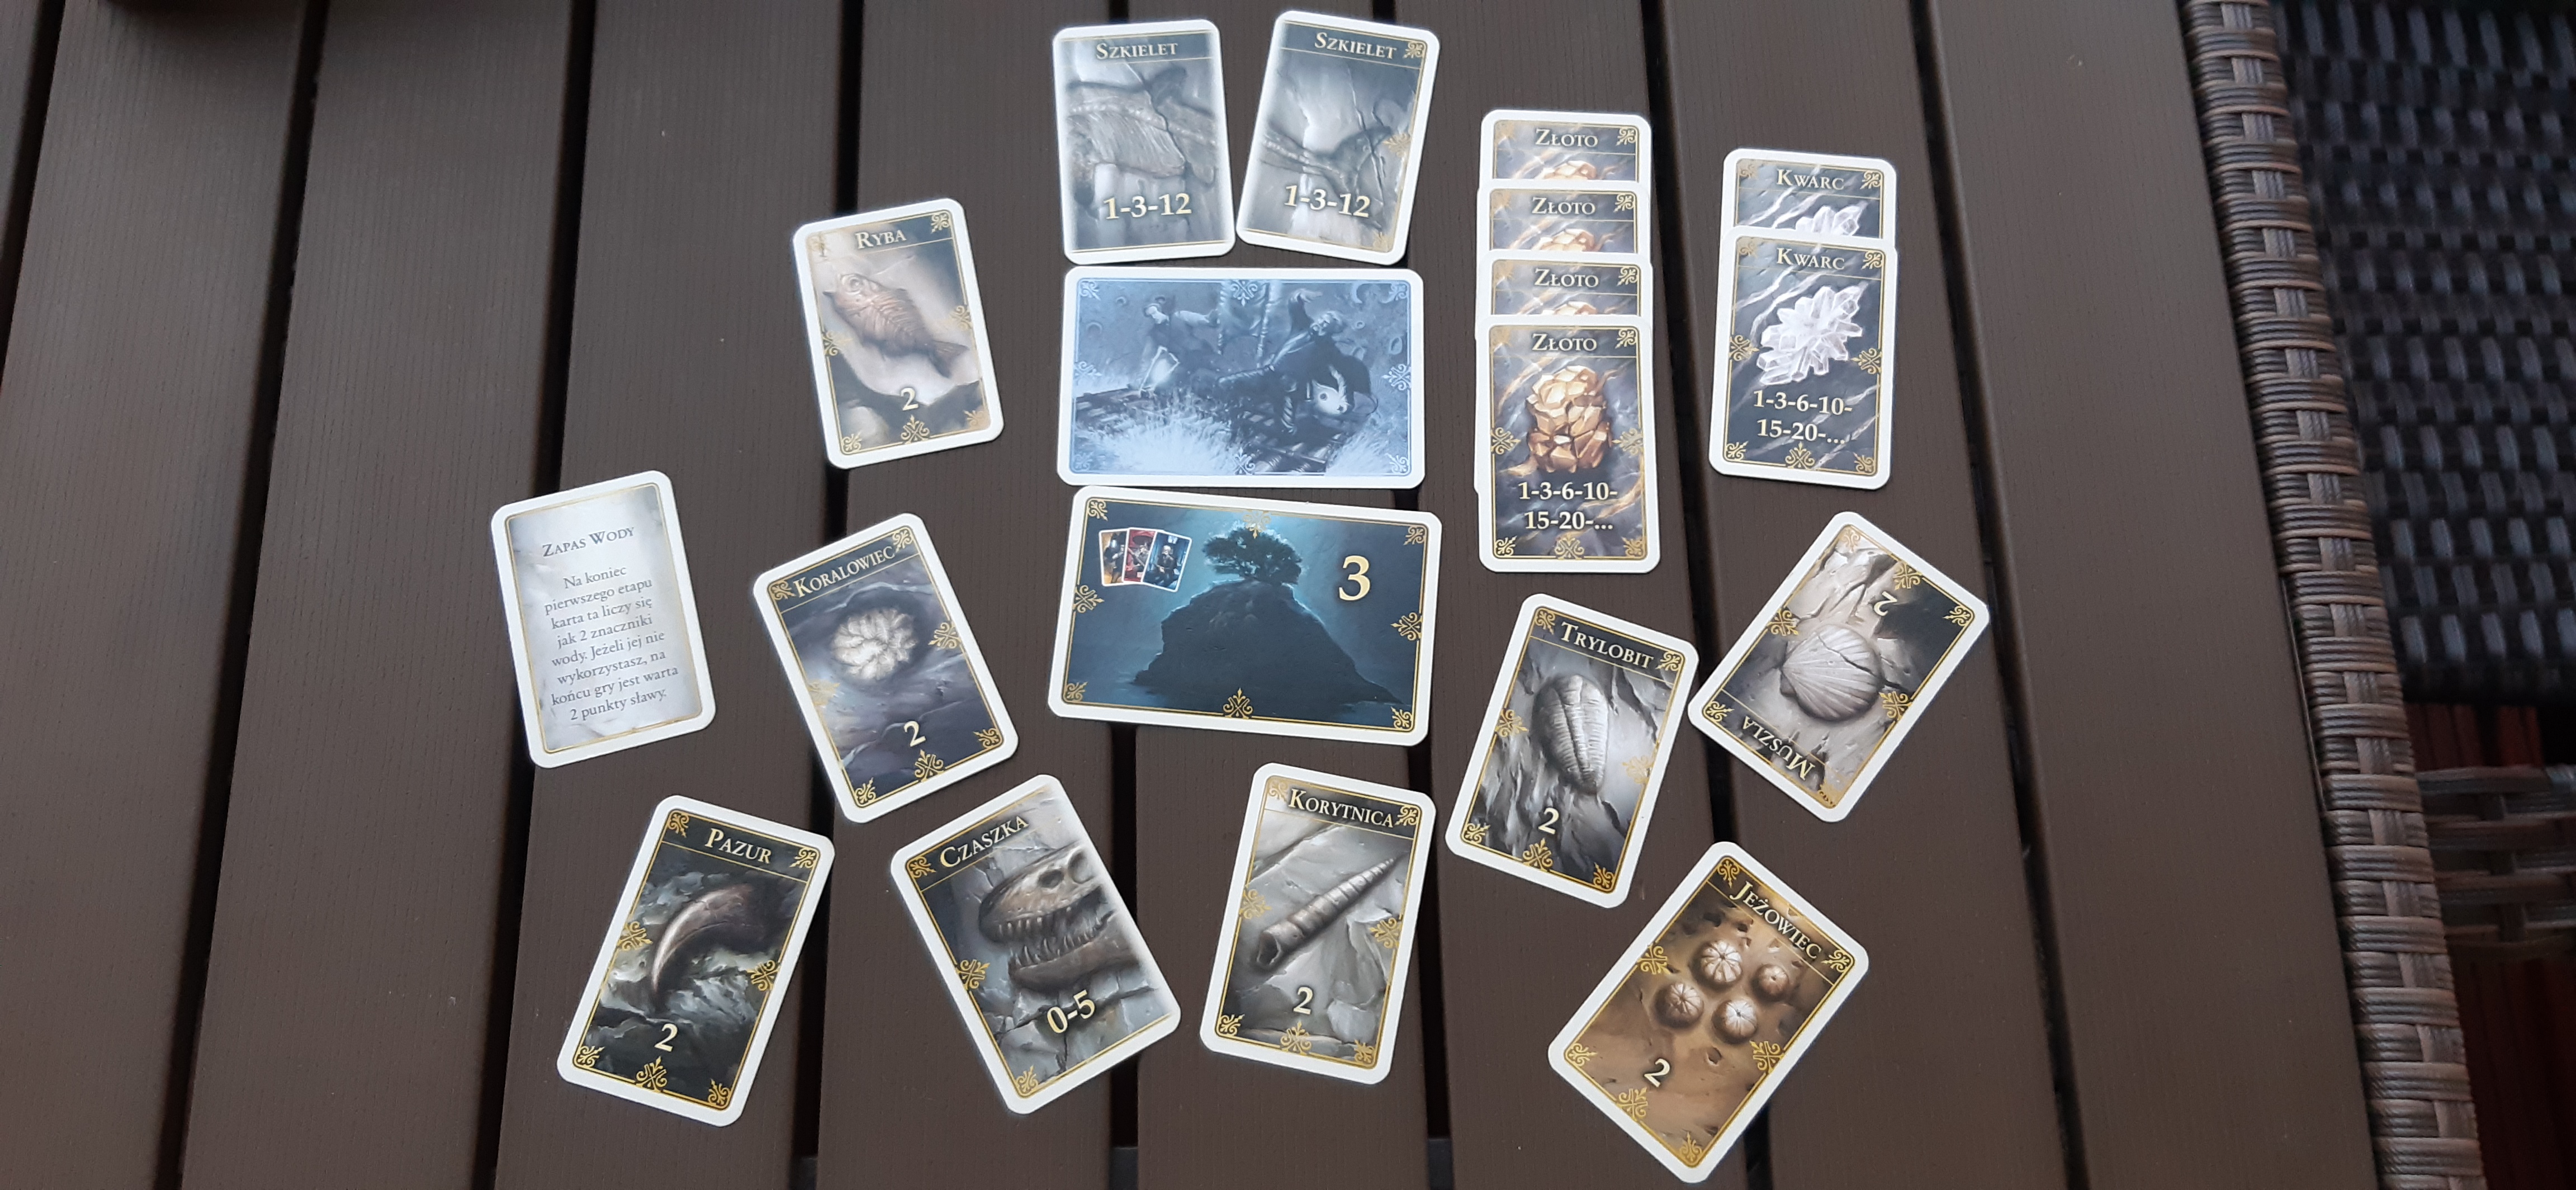 SZKIELET
1-3-12
SZKIELET
1-3-12
ZŁOTO
ZŁOTO
ZŁOTO
ZŁOTO
1-3-6-10-
15-20-...
KWARC
KWARC
1-3-6-10-
15-20-...
RYBA
2
ZAPAS WODY
Na koniec
pierwszego etapu
karta ta liczy się
jak 2 znaczniki
wody. Jeżeli jej nie
wykorzystasz, na
końcu gry jest warta
2 punkty sławy.
KORALOWIEC
2
3
TRYLOBIT
2
MUSZLA
2
PAZUR
2
CZASZKA
0-5
KORYTNICA
2
JEŻOWIEC
2